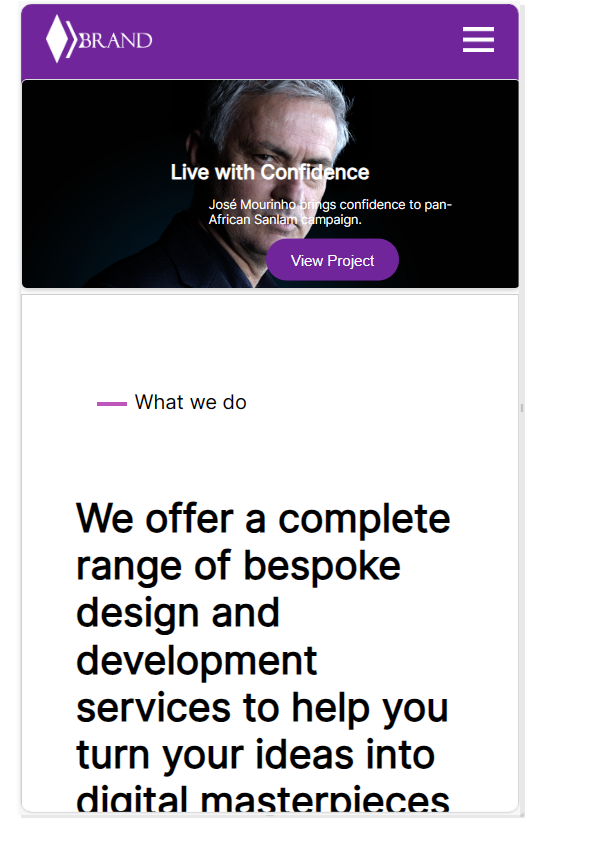 BRAND
Live with Confidence
José Mourinho brings confidence to pan-
African Sanlam campaign.
View Project
What we do
We offer a complete
range of bespoke
design and
development
services to help you
turn your ideas into
digital masterpieces